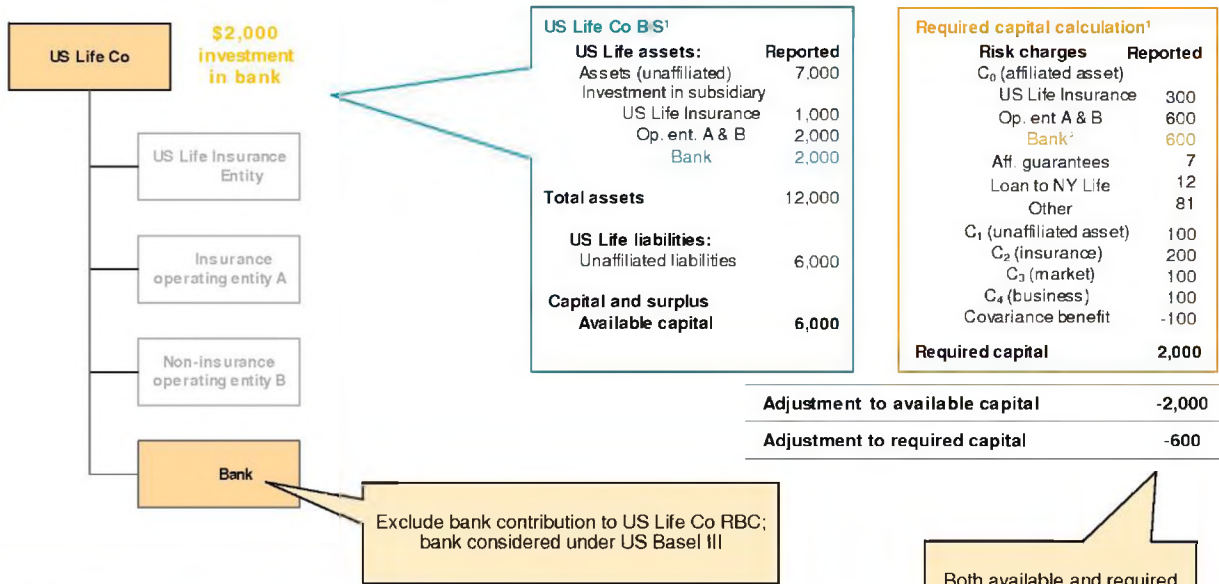 US Life Co
$2,000
investment
in bank
US Life Insurance
Entity
Insurance
operating entity A
Non-insurance
operating entity B
Bank
US Life Co B S¹
US Life assets: Reported
Assets (unaffiliated) 7,000
Investment in subsidiary
US Life Insurance 1,000
Op. ent. A & B 2,000
Bank 2,000
Total assets 12,000
US Life liabilities:
Unaffiliated liabilities 6,000
Capital and surplus
Available capital 6,000
Required capital calculation¹
Risk charges Reported
C₀ (affiliated asset)
US Life Insurance 300
Op. ent A & B 600
Bank² 600
Aff. guarantees 7
Loan to NY Life 12
Other 81
C₁ (unaffiliated asset) 100
C₂ (insurance) 200
C₃ (market) 100
C₄ (business) 100
Covariance benefit -100
Required capital 2,000
Adjustment to available capital -2,000
Adjustment to required capital -600
Exclude bank contribution to US Life Co RBC;
bank considered under US Basel III
Both available and required